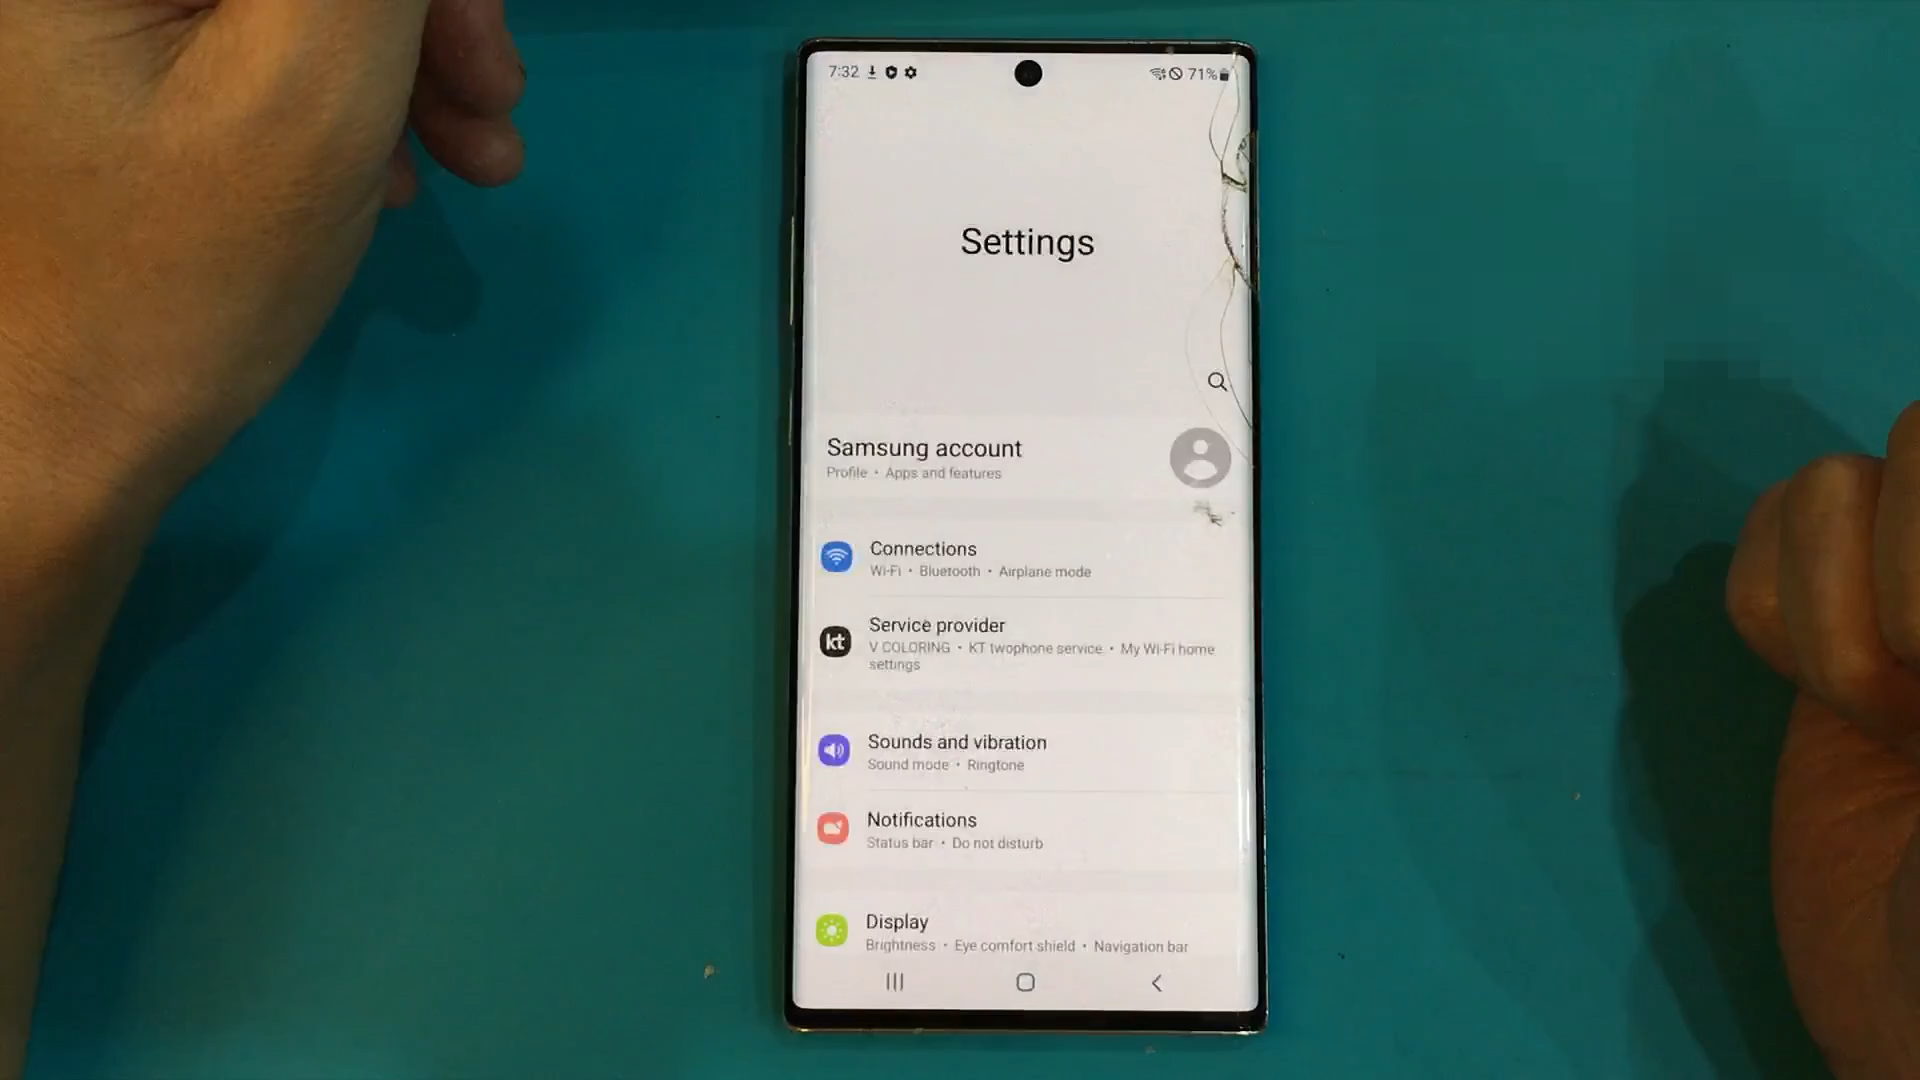 7:32 71%
Settings
Samsung account
Profile • Apps and features
Connections
Wi-Fi • Bluetooth • Airplane mode
kt
Service provider
V COLORING • KT twophone service • My Wi-Fi home
settings
Sounds and vibration
Sound mode • Ringtone
Notifications
Status bar • Do not disturb
Display
Brightness • Eye comfort shield • Navigation bar